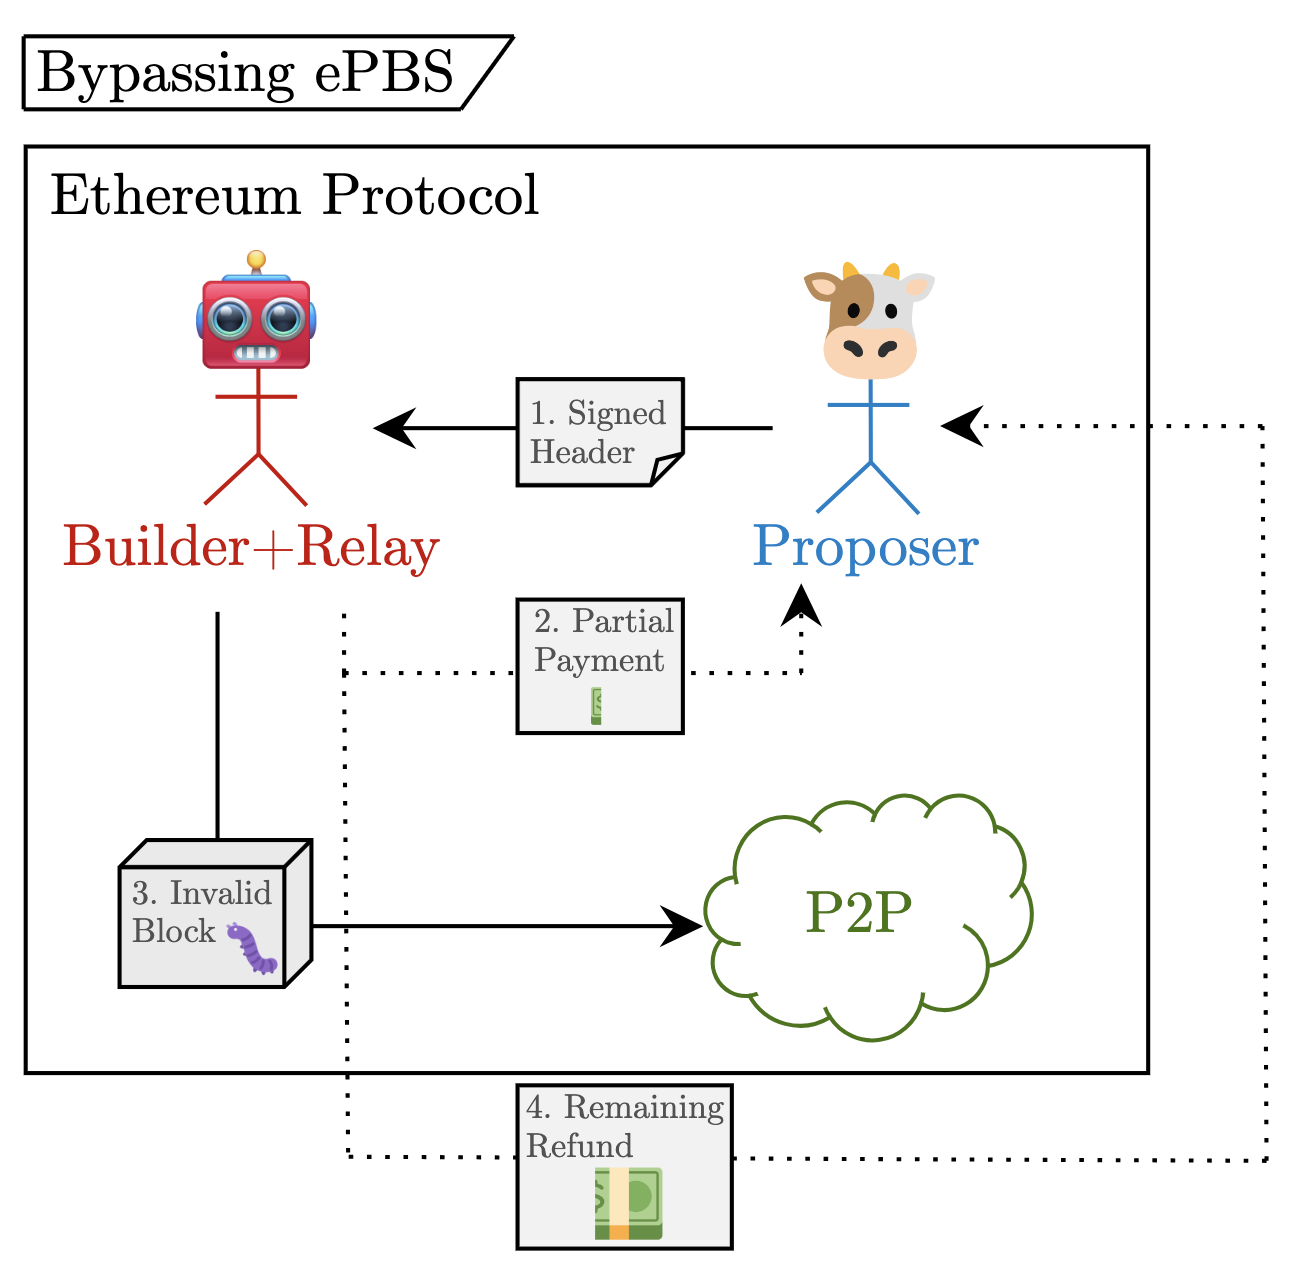 Bypassing ePBS
Ethereum Protocol
1. Signed
Header
Builder+Relay
Proposer
2. Partial
Payment
3. Invalid
Block
P2P
4. Remaining
Refund